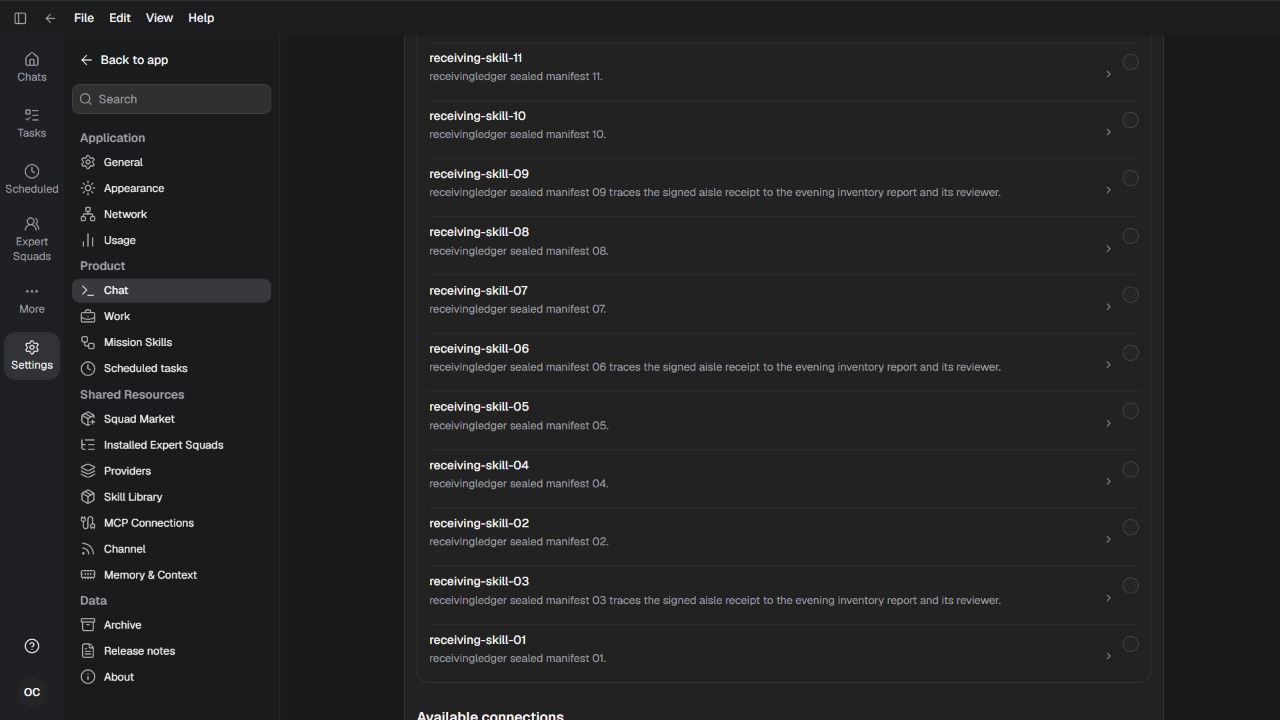 File Edit View Help
Chats
Tasks
Scheduled
Expert
Squads
More
Settings
OC
Back to app
Search
Application
General
Appearance
Network
Usage
Product
Chat
Work
Mission Skills
Scheduled tasks
Shared Resources
Squad Market
Installed Expert Squads
Providers
Skill Library
MCP Connections
Channel
Memory & Context
Data
Archive
Release notes
About
receiving-skill-11
receivingledger sealed manifest 11.
receiving-skill-10
receivingledger sealed manifest 10.
receiving-skill-09
receivingledger sealed manifest 09 traces the signed aisle receipt to the evening inventory report and its reviewer.
receiving-skill-08
receivingledger sealed manifest 08.
receiving-skill-07
receivingledger sealed manifest 07.
receiving-skill-06
receivingledger sealed manifest 06 traces the signed aisle receipt to the evening inventory report and its reviewer.
receiving-skill-05
receivingledger sealed manifest 05.
receiving-skill-04
receivingledger sealed manifest 04.
receiving-skill-02
receivingledger sealed manifest 02.
receiving-skill-03
receivingledger sealed manifest 03 traces the signed aisle receipt to the evening inventory report and its reviewer.
receiving-skill-01
receivingledger sealed manifest 01.
Available connections